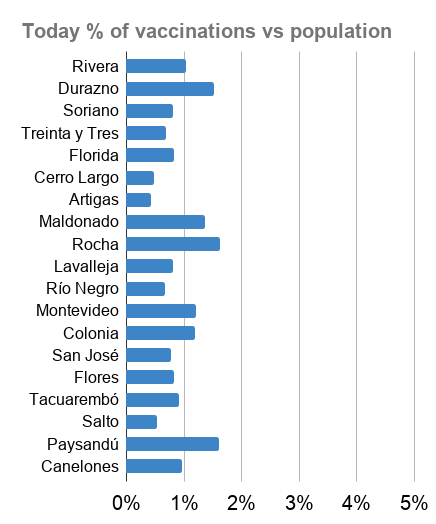 Today % of vaccinations vs population
Rivera
Durazno
Soriano
Treinta y Tres
Florida
Cerro Largo
Artigas
Maldonado
Rocha
Lavalleja
Río Negro
Montevideo
Colonia
San José
Flores
Tacuarembó
Salto
Paysandú
Canelones
0% 1% 2% 3% 4% 5%